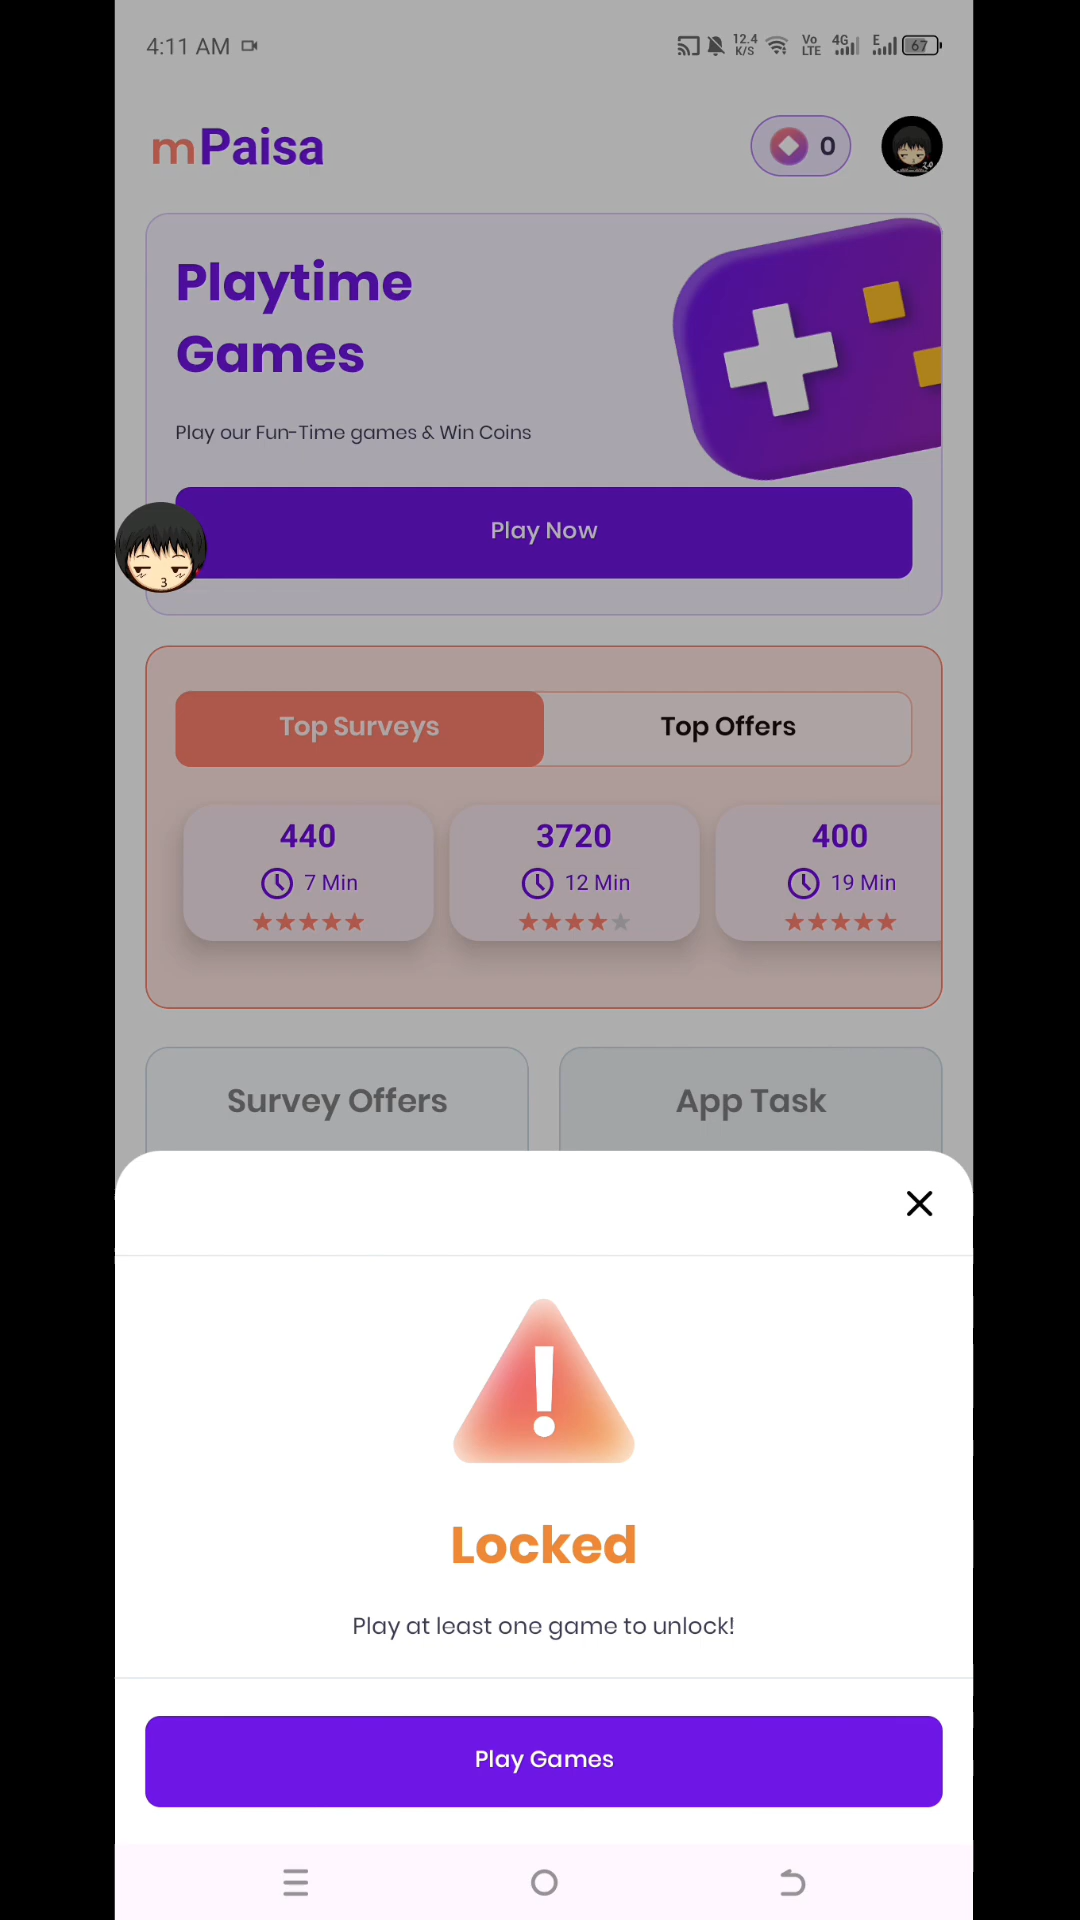 4:11 AM
12.4 K/S
Vo LTE
4G
E
67
mPaisa
0
Playtime
Games
Play our Fun-Time games & Win Coins
Play Now
Top Surveys
Top Offers
440
3720
400
7 Min
12 Min
19 Min
Survey Offers
App Task
Locked
Play at least one game to unlock!
Play Games